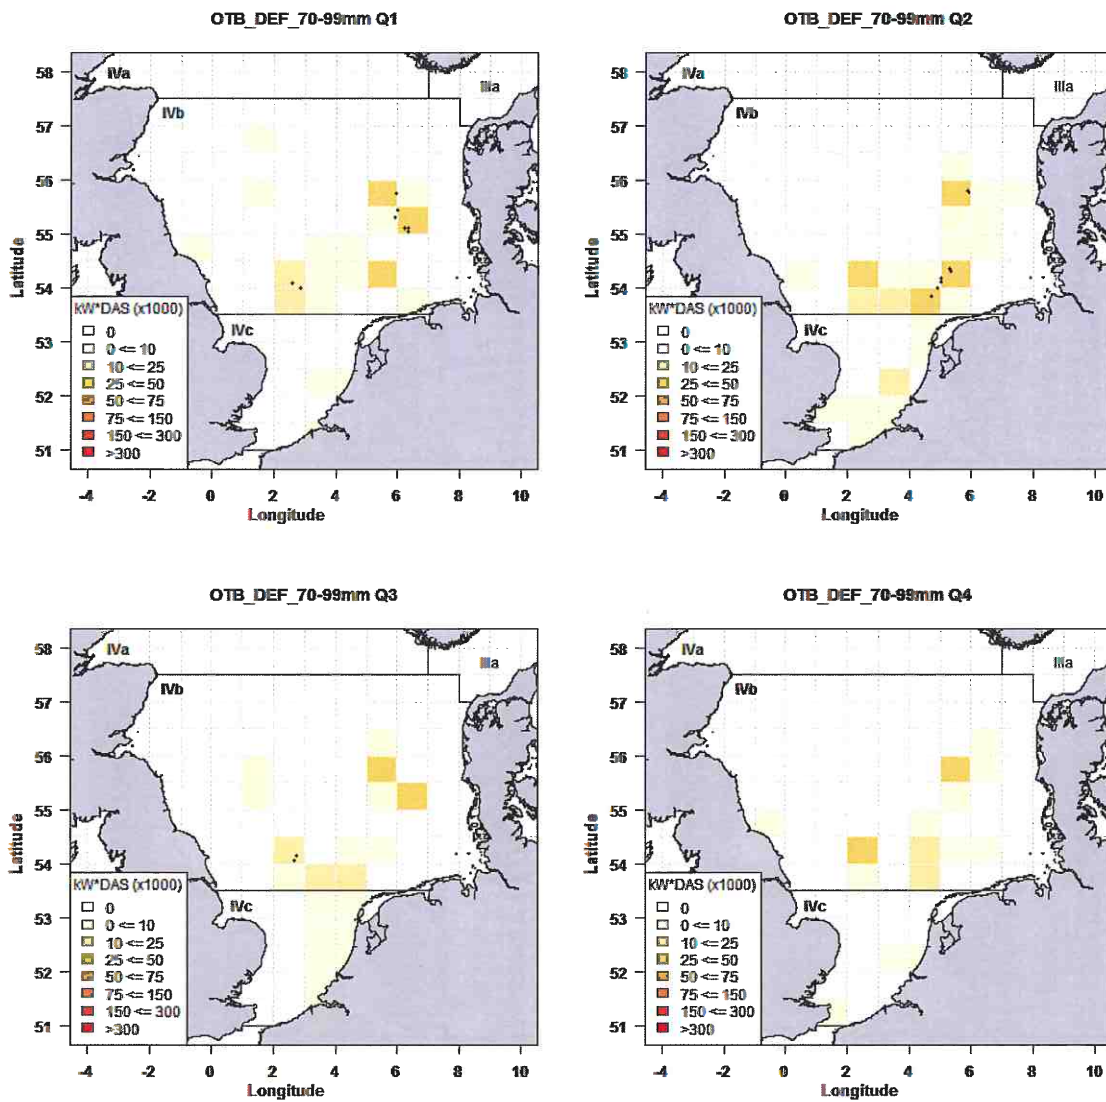 OTB_DEF_70-99mm Q1
58
57
56
55
54
53
52
51
Latitude
IVa
IIIa
IVb
IVc
kW*DAS (x1000)
0
0 <= 10
10 <= 25
25 <= 50
50 <= 75
75 <= 150
150 <= 300
>300
-4 -2 0 2 4 6 8 10
Longitude
OTB_DEF_70-99mm Q2
58
57
56
55
54
53
52
51
Latitude
IVa
IIIa
IVb
IVc
kW*DAS (x1000)
0
0 <= 10
10 <= 25
25 <= 50
50 <= 75
75 <= 150
150 <= 300
>300
-4 -2 0 2 4 6 8 10
Longitude
OTB_DEF_70-99mm Q3
58
57
56
55
54
53
52
51
Latitude
IVa
IIIa
IVb
IVc
kW*DAS (x1000)
0
0 <= 10
10 <= 25
25 <= 50
50 <= 75
75 <= 150
150 <= 300
>300
-4 -2 0 2 4 6 8 10
Longitude
OTB_DEF_70-99mm Q4
58
57
56
55
54
53
52
51
Latitude
IVa
IIIa
IVb
IVc
kW*DAS (x1000)
0
0 <= 10
10 <= 25
25 <= 50
50 <= 75
75 <= 150
150 <= 300
>300
-4 -2 0 2 4 6 8 10
Longitude